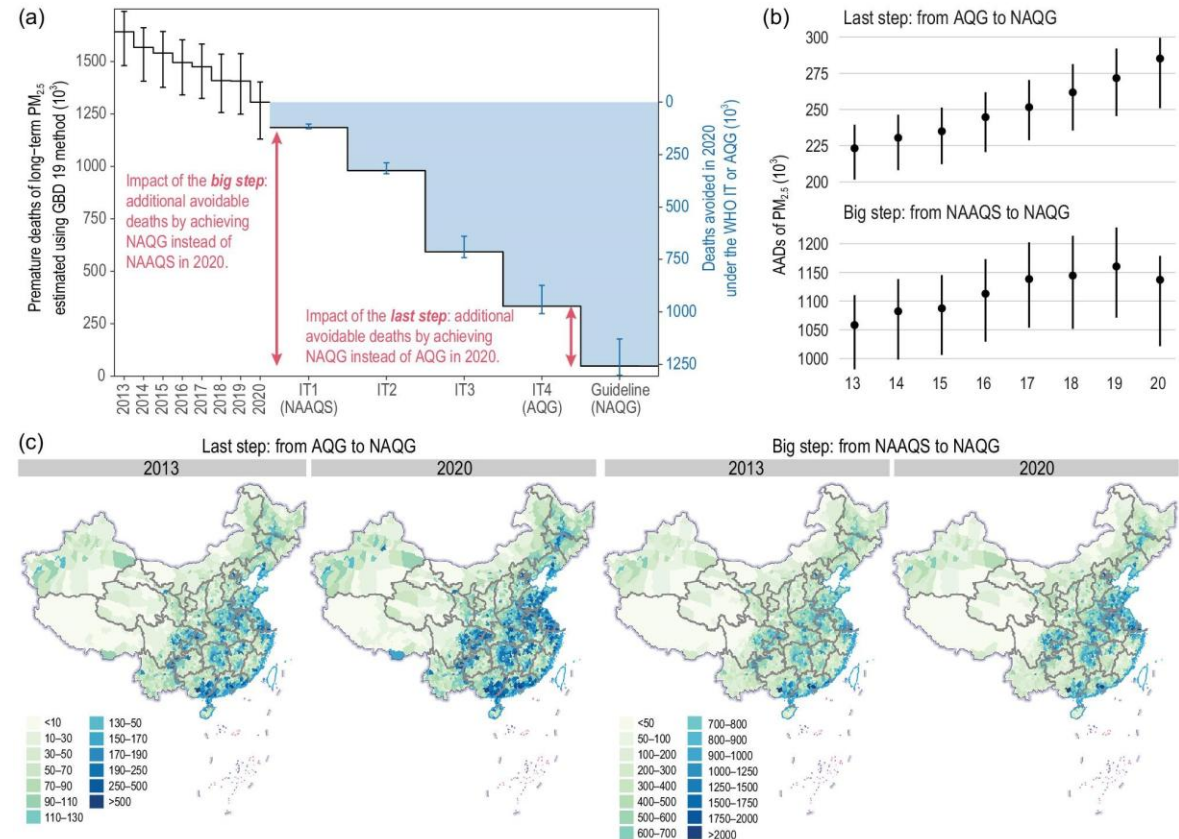 (a)
Premature deaths of long–term PM2.5
estimated using GBD 19 method (10³)
1500
1250
1000
750
500
250
0
2013
2014
2015
2016
2017
2018
2019
2020
IT1
(NAAQS)
IT2
IT3
IT4
(AQG)
Guideline
(NAQG)
Impact of the big step:
additional avoidable
deaths by achieving
NAQG instead of
NAAQS in 2020.
Impact of the last step: additional
avoidable deaths by achieving
NAQG instead of AQG in 2020.
0
250
500
750
1000
1250
Deaths avoided in 2020
under the WHO IT or AQG (10³)
(b)
Last step: from AQG to NAQG
300
275
250
225
200
AADs of PM2.5 (10³)
Big step: from NAAQS to NAQG
1200
1150
1100
1050
1000
13 14 15 16 17 18 19 20
(c)
Last step: from AQG to NAQG
2013 2020
<10
10–30
30–50
50–70
70–90
90–110
110–130
130–50
150–170
170–190
190–250
250–500
>500
Big step: from NAAQS to NAQG
2013 2020
<50
50–100
100–200
200–300
300–400
400–500
500–600
600–700
700–800
800–900
900–1000
1000–1250
1250–1500
1500–1750
1750–2000
>2000